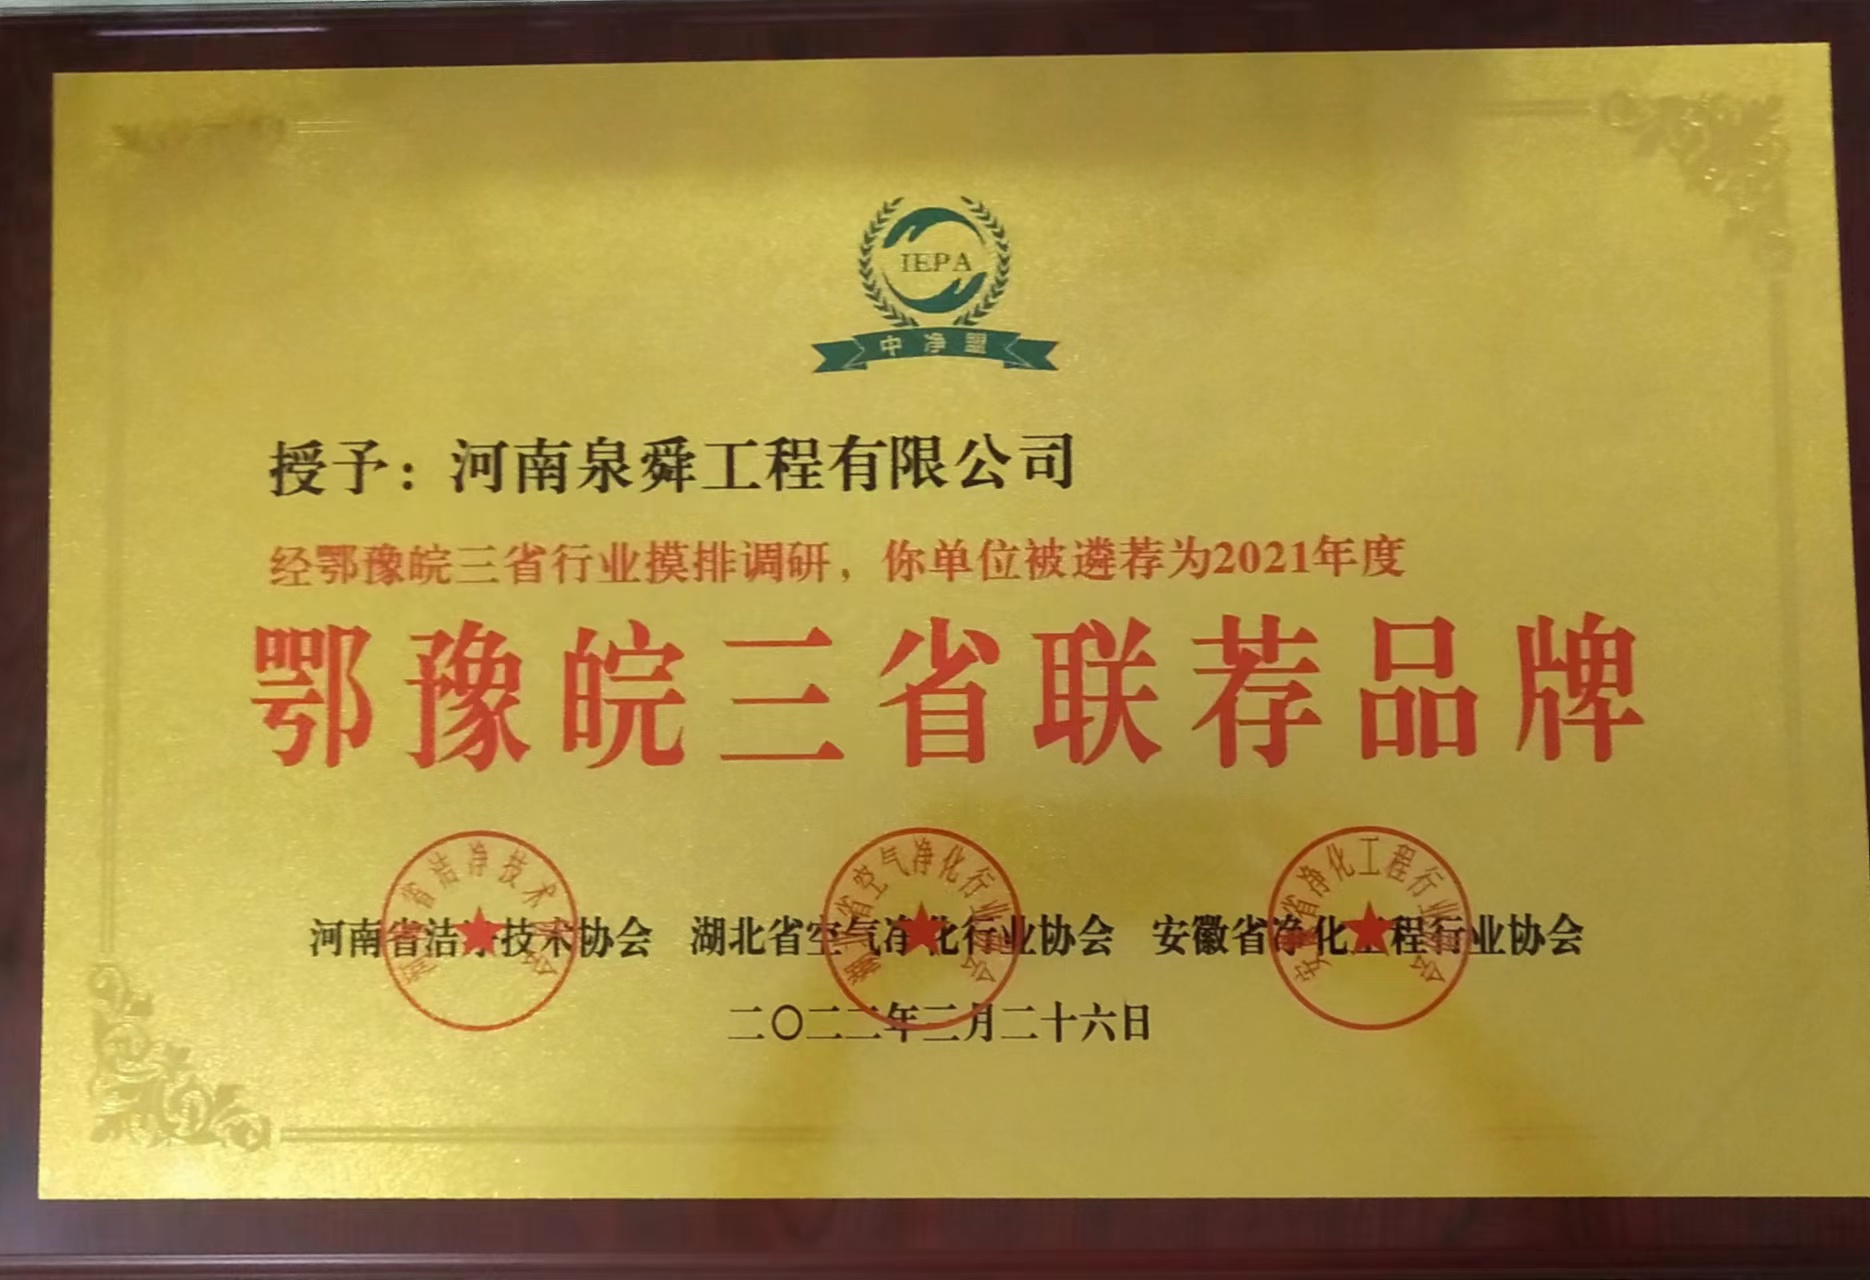 IEPA
中净盟
授予：河南泉舜工程有限公司
经鄂豫皖三省行业摸排调研，你单位被遴荐为2021年度
鄂豫皖三省联荐品牌
河南省洁净技术协会 湖北省空气净化行业协会 安徽省净化工程行业协会
二〇二二年二月二十六日